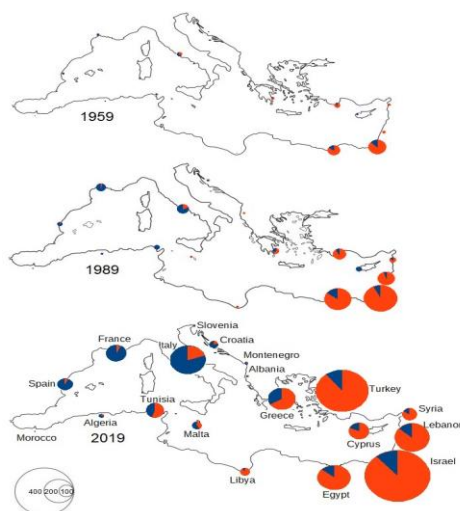 1959
1989
Slovenia
France
Italy
Croatia
Montenegro
Albania
Spain
Turkey
Tunisia
Greece
Syria
Algeria
Lebanon
Morocco
2019
Malta
Cyprus
Israel
Libya
Egypt
400 200 100